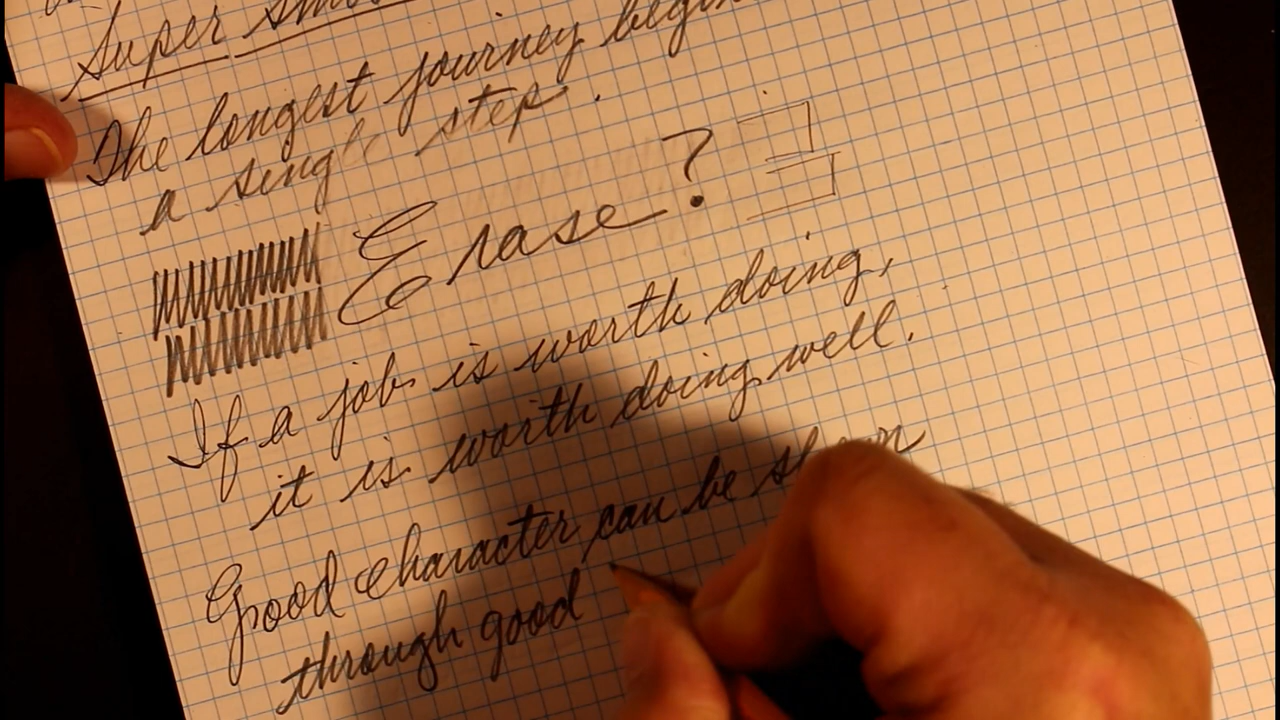 Super
The longest journey begin
a sing step.
Erase?
If a job is worth doing,
it is worth doing well.
Good character can be shown
through good